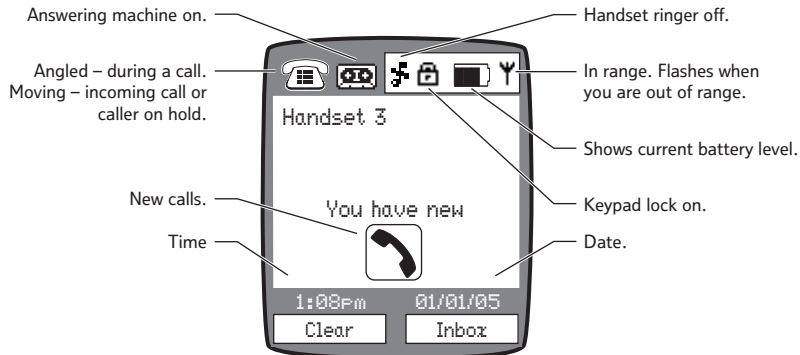 Answering machine on.
Handset ringer off.
Angled – during a call.
Moving – incoming call or
caller on hold.
In range. Flashes when
you are out of range.
Handset 3
Shows current battery level.
New calls.
You have new
Keypad lock on.
Time
Date.
1:08pm 01/01/05
Clear Inbox